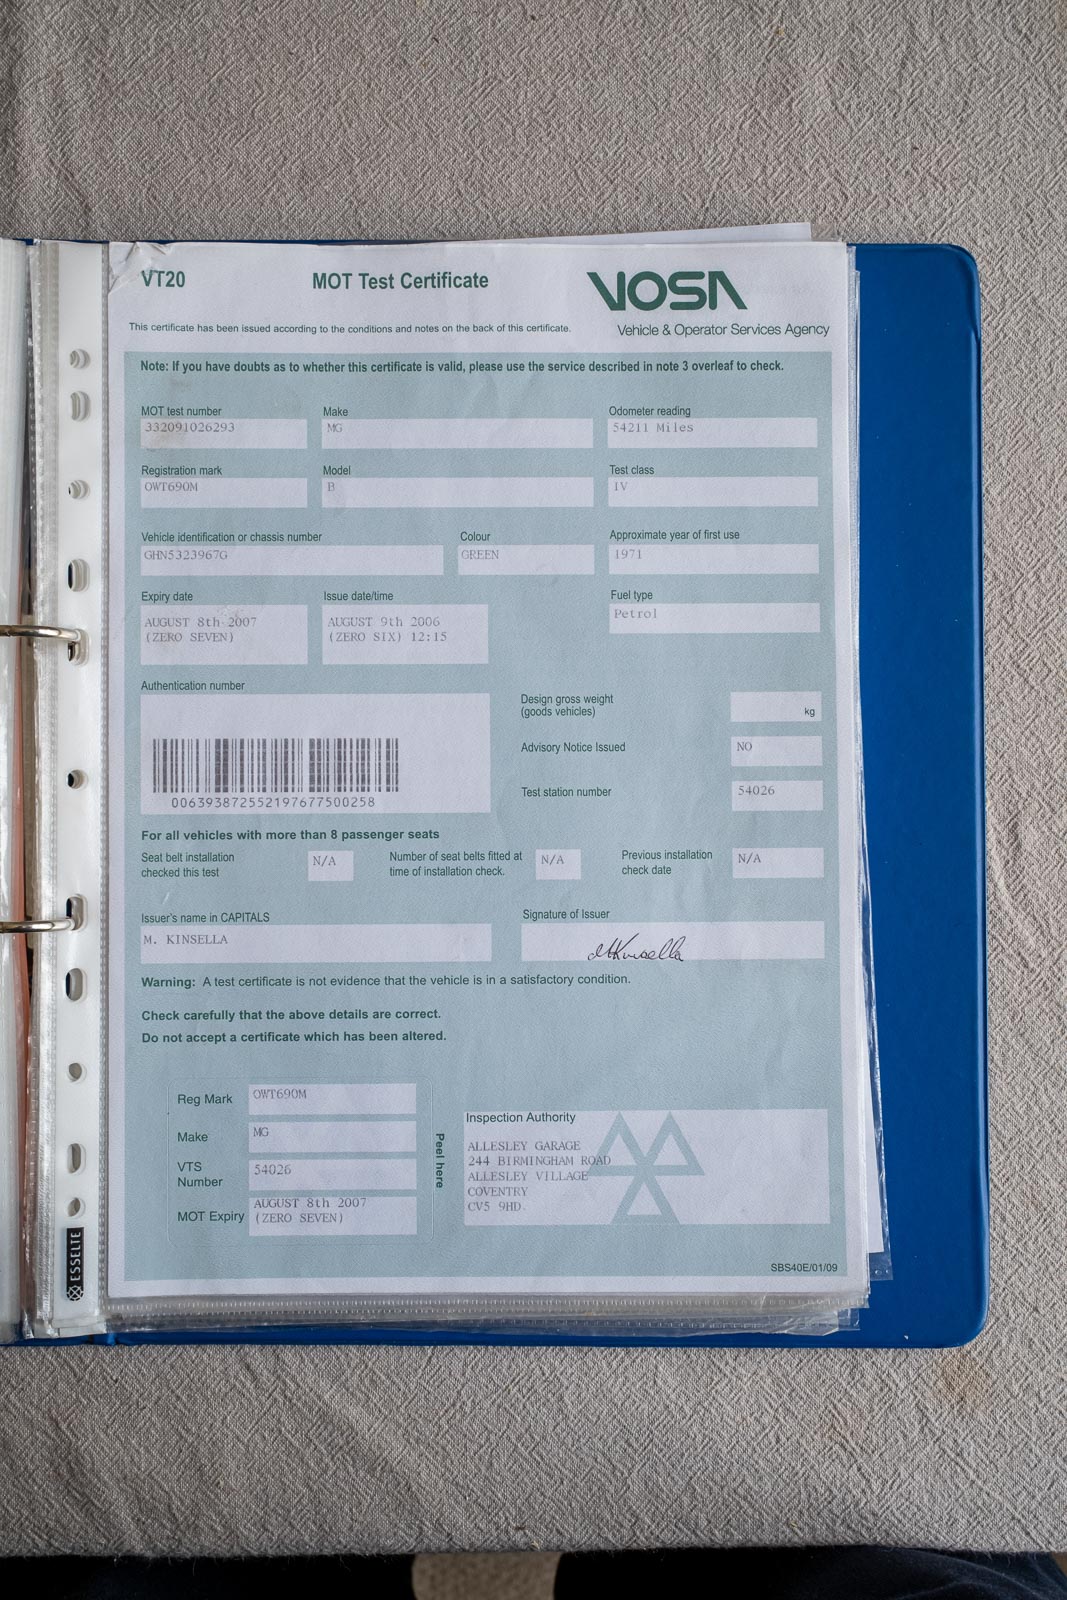 VT20
MOT Test Certificate
VOSA
This certificate has been issued according to the conditions and notes on the back of this certificate.
Vehicle & Operator Services Agency
Note: If you have doubts as to whether this certificate is valid, please use the service described in note 3 overleaf to check.
MOT test number Make Odometer reading
332091026293 MG 54211 Miles
Registration mark Model Test class
OWT690M B IV
Vehicle identification or chassis number Colour Approximate year of first use
GHN5323967G GREEN 1971
Expiry date Issue date/time Fuel type
AUGUST 8th 2007 AUGUST 9th 2006 Petrol
(ZERO SEVEN) (ZERO SIX) 12:15
Authentication number
006393872552197677500258
Design gross weight
(goods vehicles) kg
Advisory Notice Issued NO
Test station number 54026
For all vehicles with more than 8 passenger seats
Seat belt installation
checked this test N/A
Number of seat belts fitted at
time of installation check. N/A
Previous installation
check date N/A
Issuer's name in CAPITALS Signature of Issuer
M. KINSELLA MKinsella
Warning: A test certificate is not evidence that the vehicle is in a satisfactory condition.
Check carefully that the above details are correct.
Do not accept a certificate which has been altered.
Reg Mark OWT690M
Make MG
VTS
Number 54026
MOT Expiry AUGUST 8th 2007
(ZERO SEVEN)
Peel here
Inspection Authority
ALLESLEY GARAGE
244 BIRMINGHAM ROAD
ALLESLEY VILLAGE
COVENTRY
CV5 9HD
SBS40E/01/09
ESSELTE